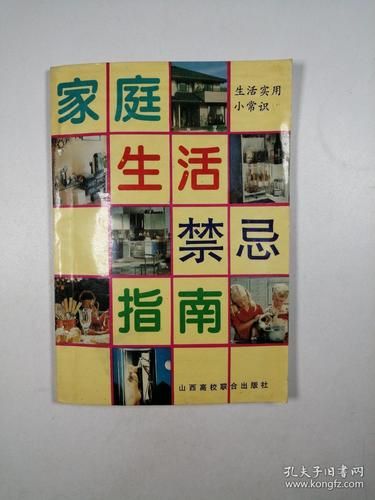 家庭
生活实用
小常识
生活
禁忌
指南
山西高校联合出版社
孔夫子旧书网
www.kongfz.com